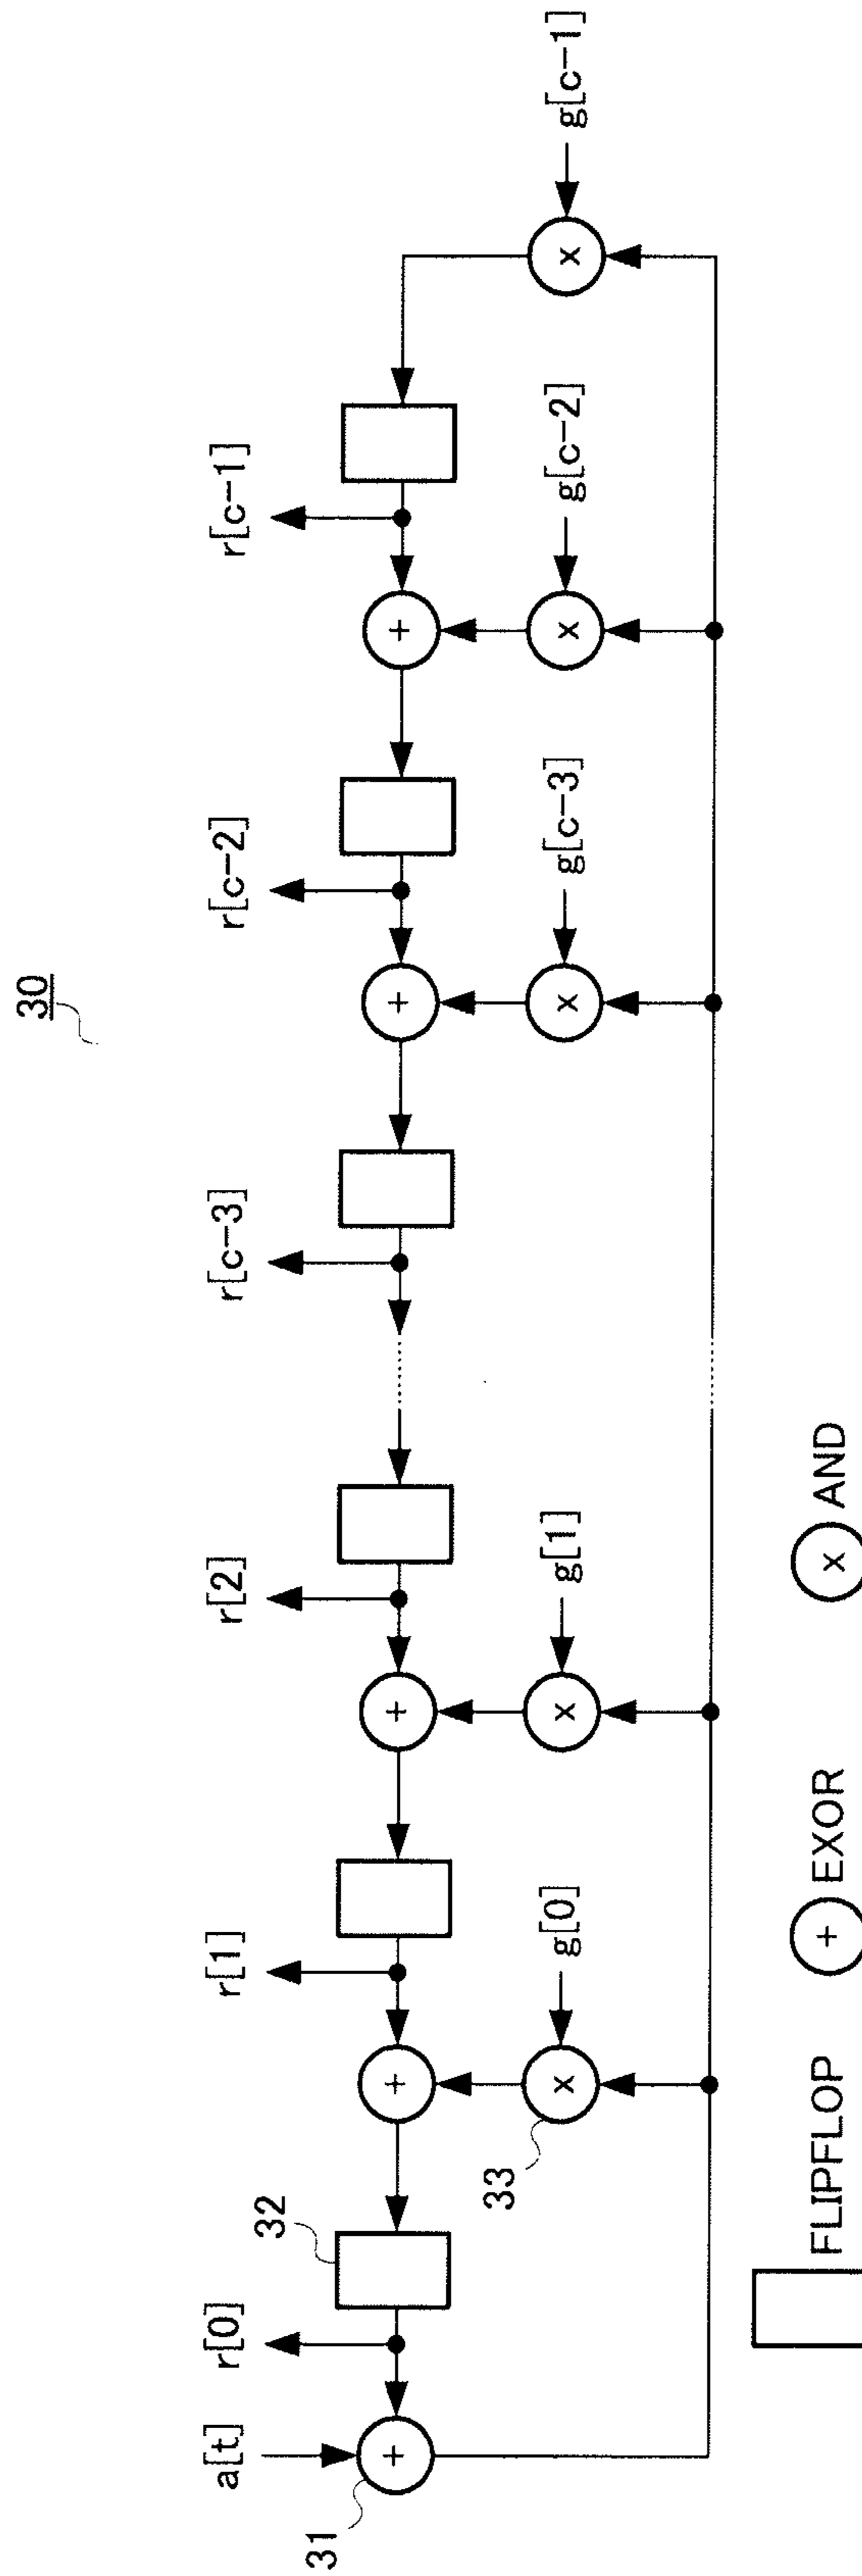 30
a[t] r[0] r[1] r[2] r[c-3] r[c-2] r[c-1]
31 32
33 g[0] g[1] g[c-3] g[c-2] g[c-1]
FLIPFLOP + EXOR x AND